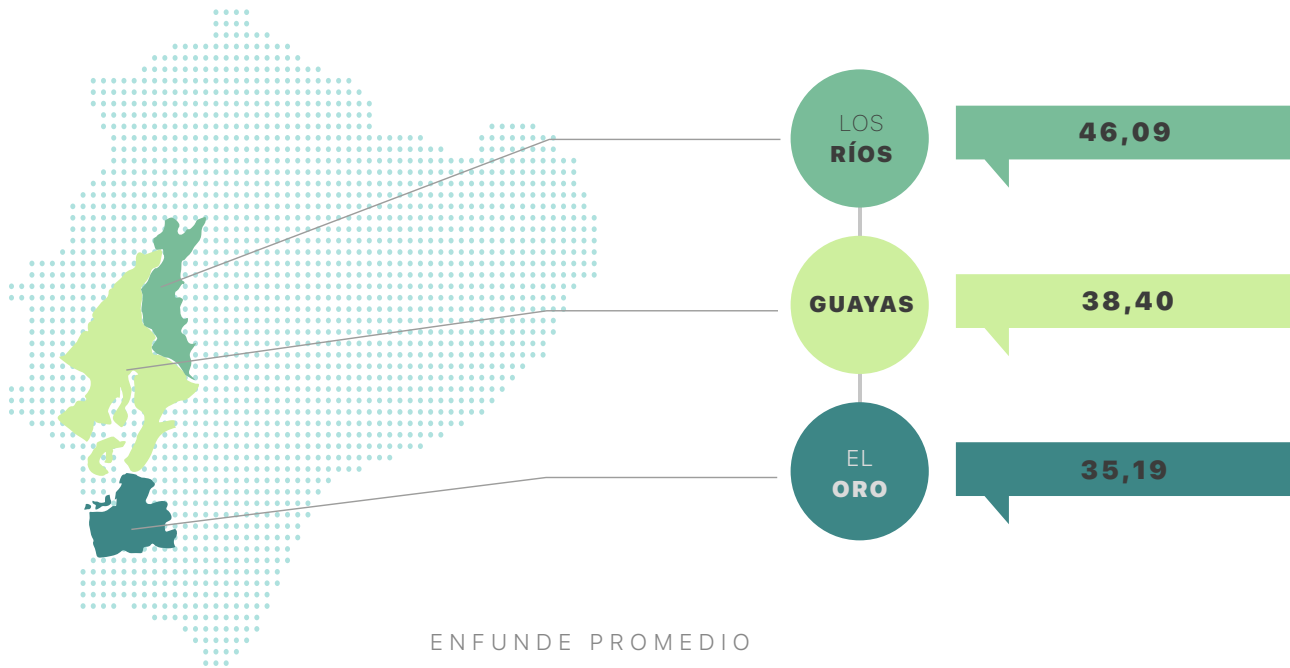 LOS
RÍOS
46,09
GUAYAS
38,40
EL
ORO
35,19
ENFUNDE PROMEDIO